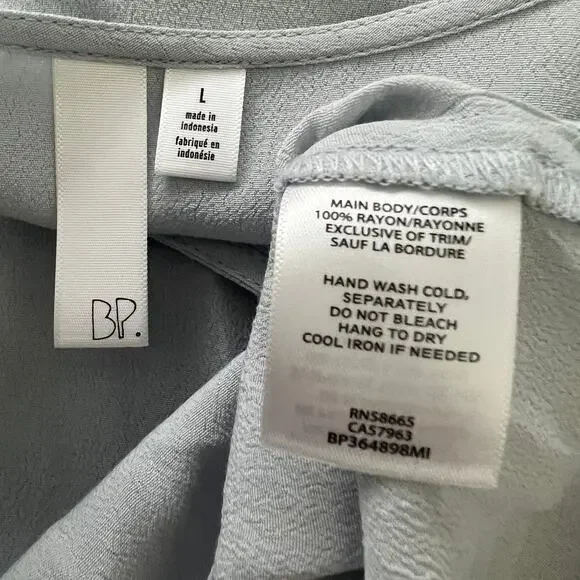 BP.
L
made in
indonesia
fabriqué en
indonésie
MAIN BODY/CORPS
100% RAYON/RAYONNE
EXCLUSIVE OF TRIM/
SAUF LA BORDURE
HAND WASH COLD,
SEPARATELY
DO NOT BLEACH
HANG TO DRY
COOL IRON IF NEEDED
RN58665
CA57963
BP364898MI